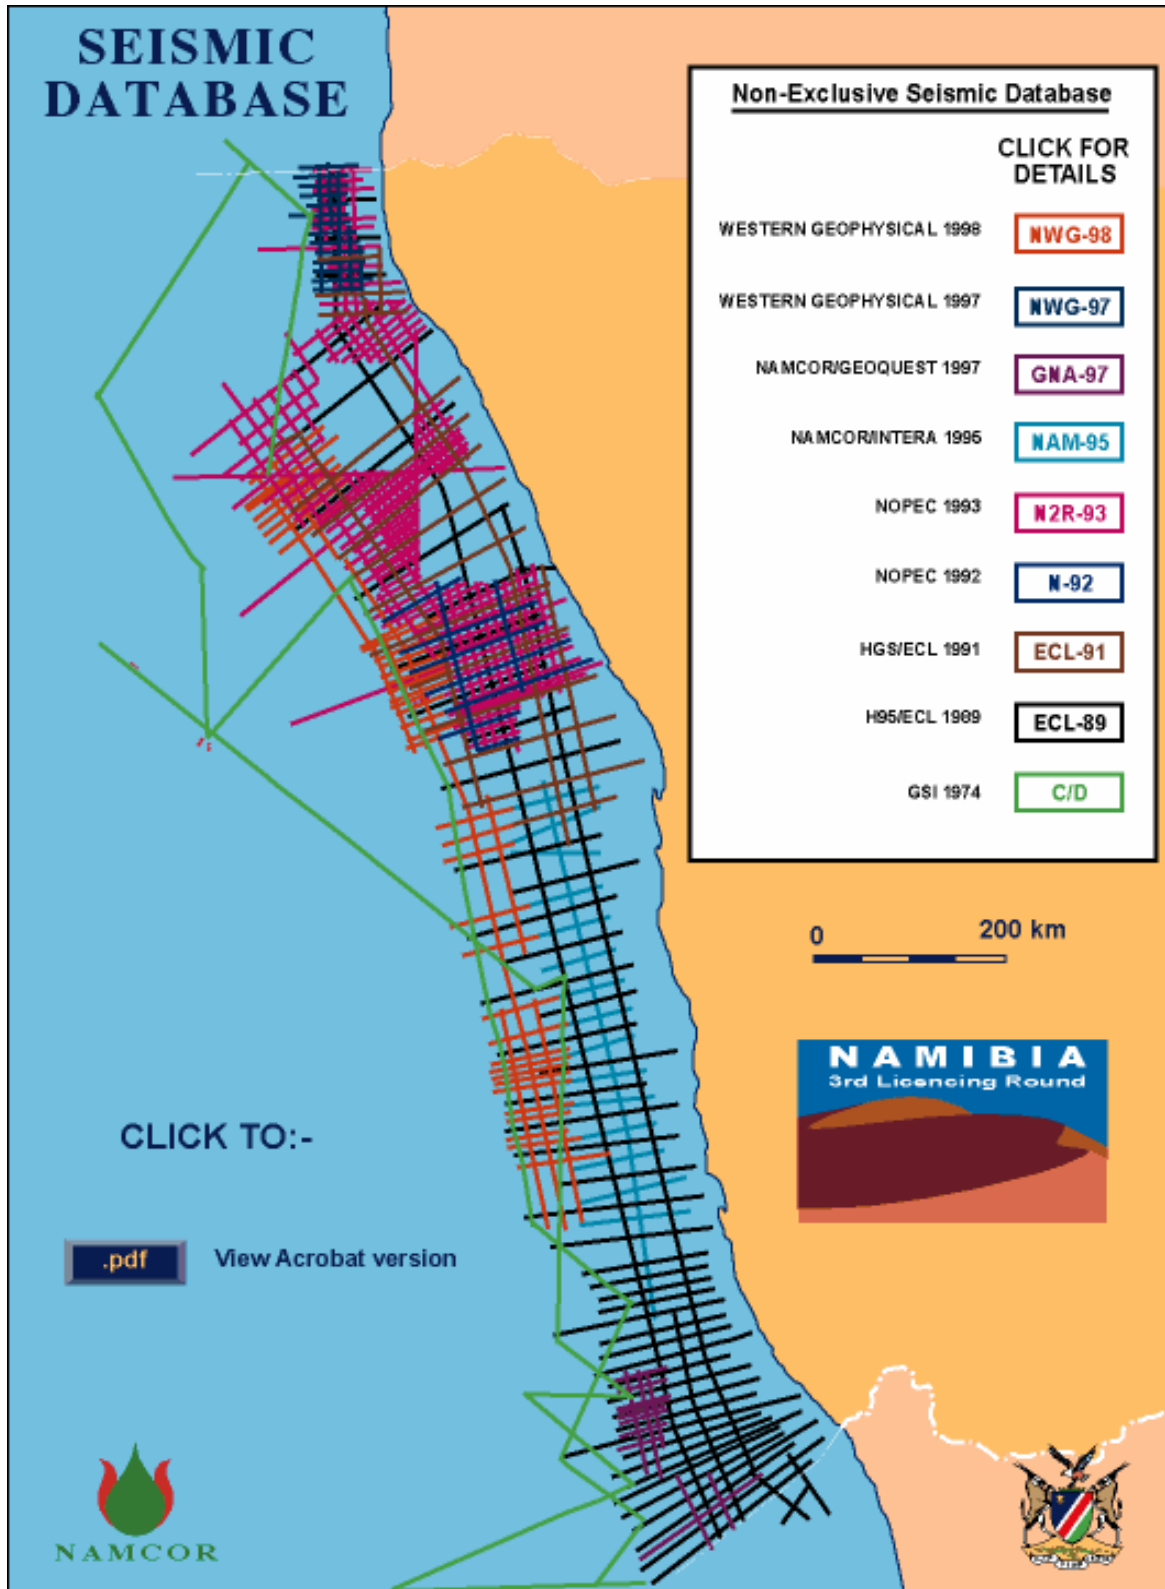 SEISMIC
DATABASE
Non-Exclusive Seismic Database
CLICK FOR
DETAILS
WESTERN GEOPHYSICAL 1998 NWG-98
WESTERN GEOPHYSICAL 1997 NWG-97
NAMCOR/GEOQUEST 1997 GNA-97
NAMCOR/INTERA 1995 NAM-95
NOPEC 1993 N2R-93
NOPEC 1992 N-92
HGS/ECL 1991 ECL-91
H95/ECL 1989 ECL-89
GSI 1974 C/D
0 200 km
NAMIBIA
3rd Licencing Round
CLICK TO:-
.pdf View Acrobat version
NAMCOR